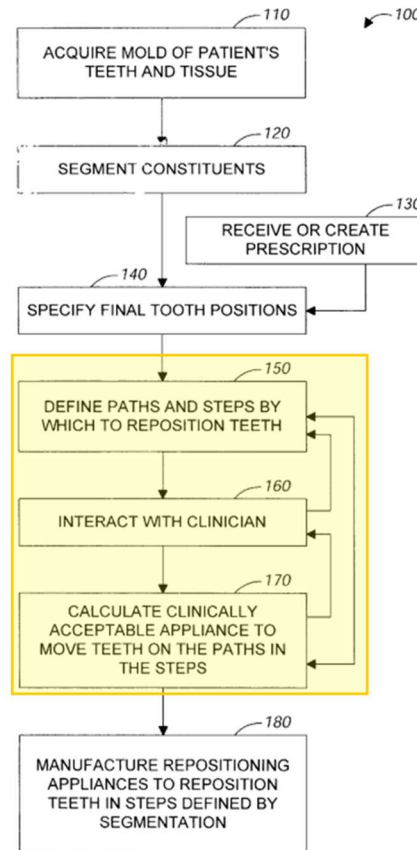 110
100
ACQUIRE MOLD OF PATIENT'S
TEETH AND TISSUE
120
SEGMENT CONSTITUENTS
130
RECEIVE OR CREATE
PRESCRIPTION
140
SPECIFY FINAL TOOTH POSITIONS
150
DEFINE PATHS AND STEPS BY
WHICH TO REPOSITION TEETH
160
INTERACT WITH CLINICIAN
170
CALCULATE CLINICALLY
ACCEPTABLE APPLIANCE TO
MOVE TEETH ON THE PATHS IN
THE STEPS
180
MANUFACTURE REPOSITIONING
APPLIANCES TO REPOSITION
TEETH IN STEPS DEFINED BY
SEGMENTATION